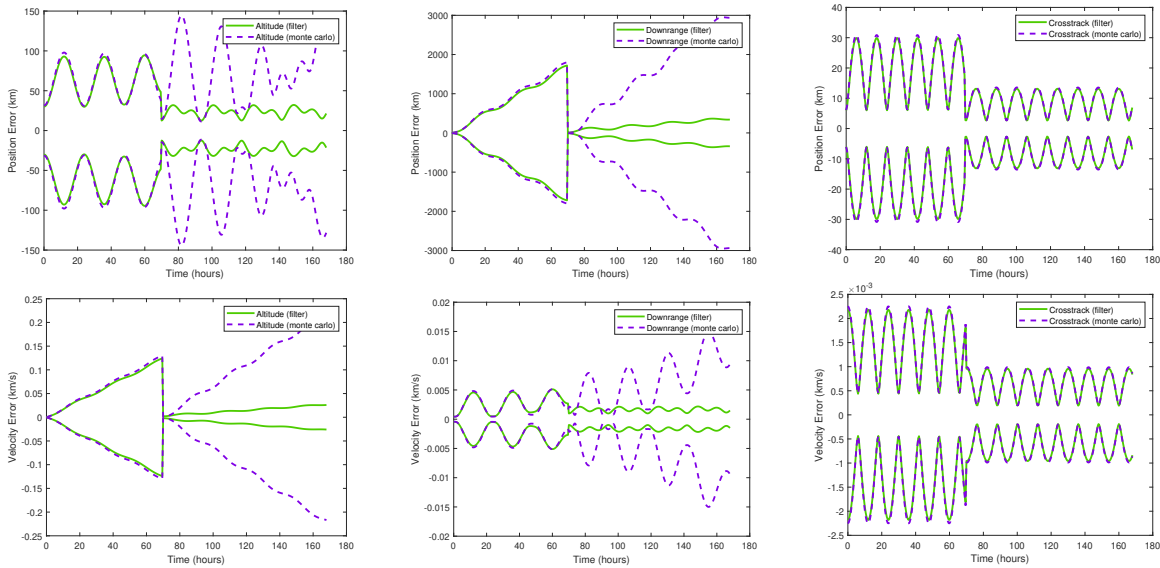 150
100
50
0
-50
-100
-150
Position Error (km)
0 20 40 60 80 100 120 140 160 180
Time (hours)
Altitude (filter)
Altitude (monte carlo)
3000
2000
1000
0
-1000
-2000
-3000
Position Error (km)
0 20 40 60 80 100 120 140 160 180
Time (hours)
Downrange (filter)
Downrange (monte carlo)
40
30
20
10
0
-10
-20
-30
-40
Position Error (km)
0 20 40 60 80 100 120 140 160 180
Time (hours)
Crosstrack (filter)
Crosstrack (monte carlo)
0.25
0.2
0.15
0.1
0.05
0
-0.05
-0.1
-0.15
-0.2
-0.25
Velocity Error (km/s)
0 20 40 60 80 100 120 140 160 180
Time (hours)
Altitude (filter)
Altitude (monte carlo)
0.02
0.015
0.01
0.005
0
-0.005
-0.01
-0.015
-0.02
Velocity Error (km/s)
0 20 40 60 80 100 120 140 160 180
Time (hours)
Downrange (filter)
Downrange (monte carlo)
×10⁻³
2.5
2
1.5
1
0.5
0
-0.5
-1
-1.5
-2
-2.5
Velocity Error (km/s)
0 20 40 60 80 100 120 140 160 180
Time (hours)
Crosstrack (filter)
Crosstrack (monte carlo)